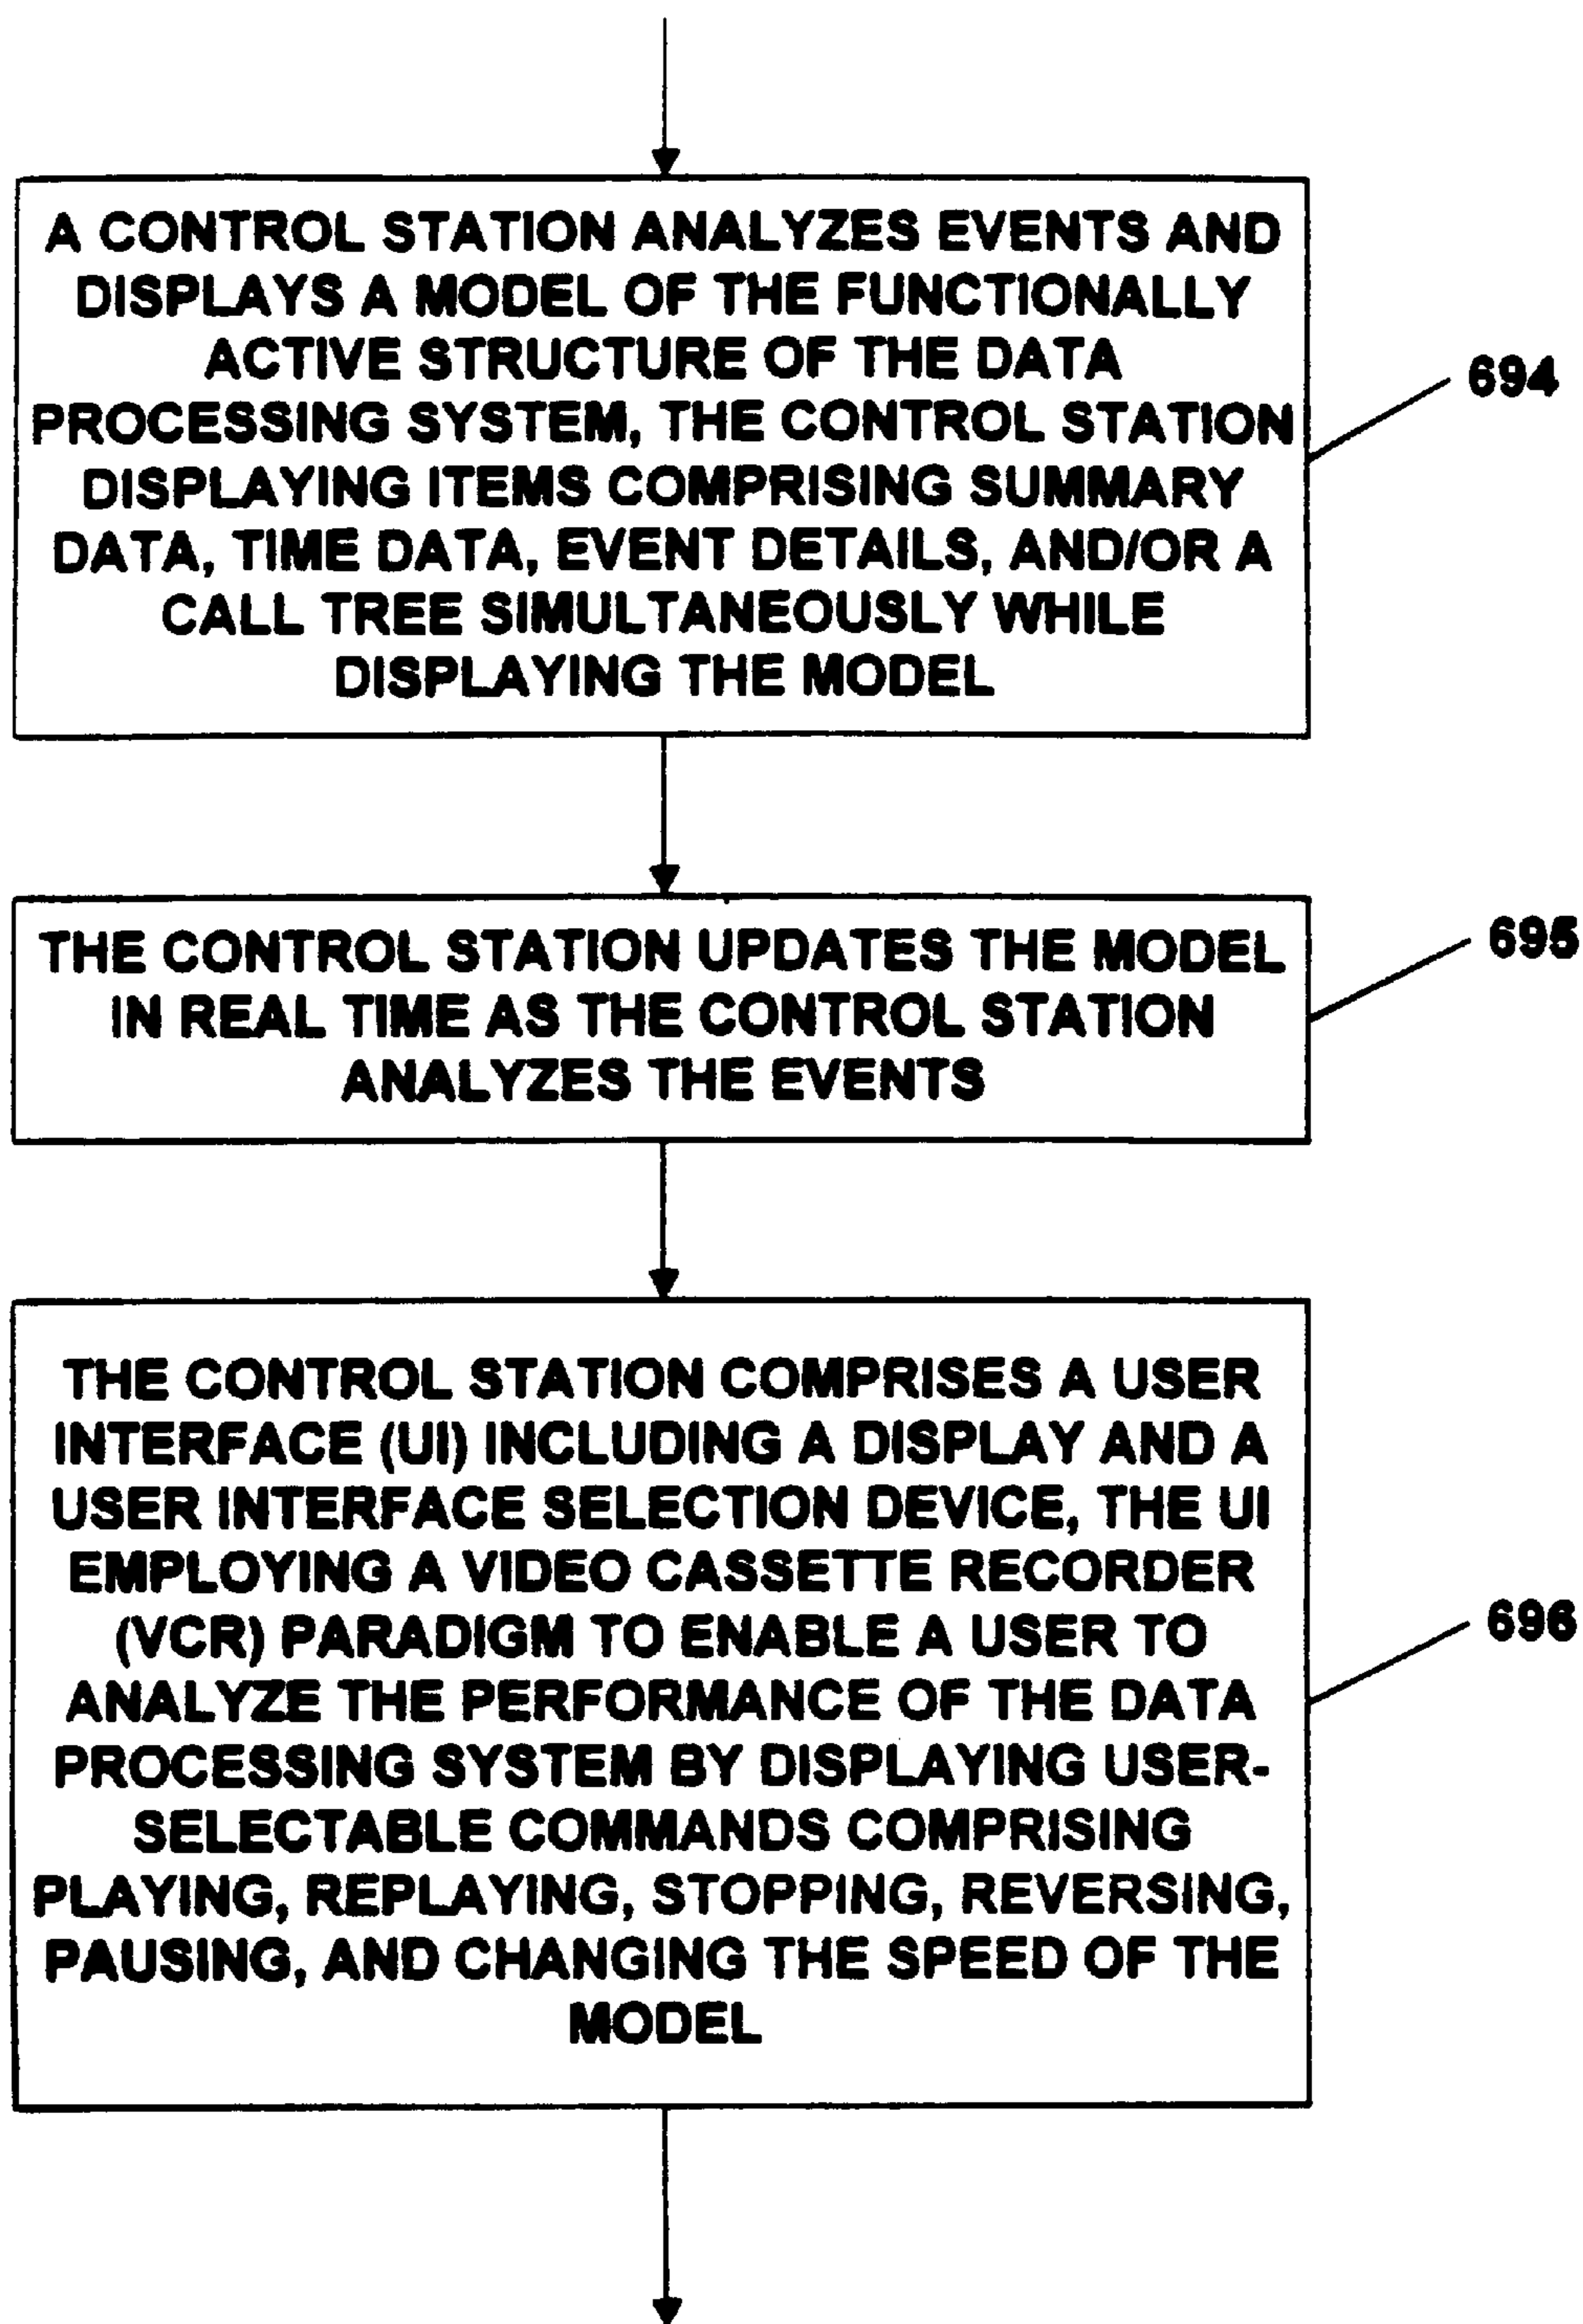 A CONTROL STATION ANALYZES EVENTS AND
DISPLAYS A MODEL OF THE FUNCTIONALLY
ACTIVE STRUCTURE OF THE DATA
PROCESSING SYSTEM, THE CONTROL STATION
DISPLAYING ITEMS COMPRISING SUMMARY
DATA, TIME DATA, EVENT DETAILS, AND/OR A
CALL TREE SIMULTANEOUSLY WHILE
DISPLAYING THE MODEL
694
THE CONTROL STATION UPDATES THE MODEL
IN REAL TIME AS THE CONTROL STATION
ANALYZES THE EVENTS
695
THE CONTROL STATION COMPRISES A USER
INTERFACE (UI) INCLUDING A DISPLAY AND A
USER INTERFACE SELECTION DEVICE, THE UI
EMPLOYING A VIDEO CASSETTE RECORDER
(VCR) PARADIGM TO ENABLE A USER TO
ANALYZE THE PERFORMANCE OF THE DATA
PROCESSING SYSTEM BY DISPLAYING USER-
SELECTABLE COMMANDS COMPRISING
PLAYING, REPLAYING, STOPPING, REVERSING,
PAUSING, AND CHANGING THE SPEED OF THE
MODEL
696